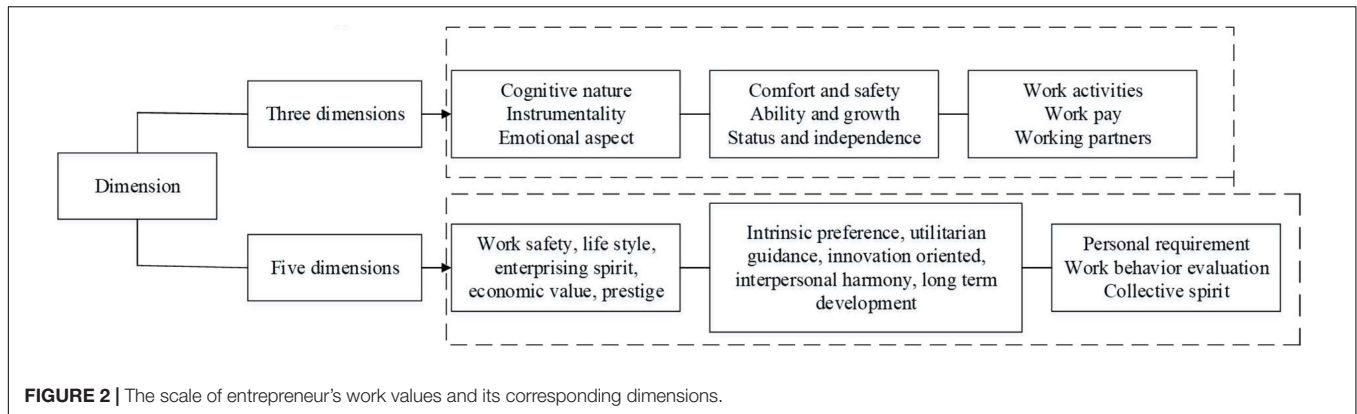 Dimension
Three dimensions
Cognitive nature
Instrumentality
Emotional aspect
Comfort and safety
Ability and growth
Status and independence
Work activities
Work pay
Working partners
Five dimensions
Work safety, life style,
enterprising spirit,
economic value, prestige
Intrinsic preference, utilitarian
guidance, innovation oriented,
interpersonal harmony, long term
development
Personal requirement
Work behavior evaluation
Collective spirit
FIGURE 2 | The scale of entrepreneur’s work values and its corresponding dimensions.